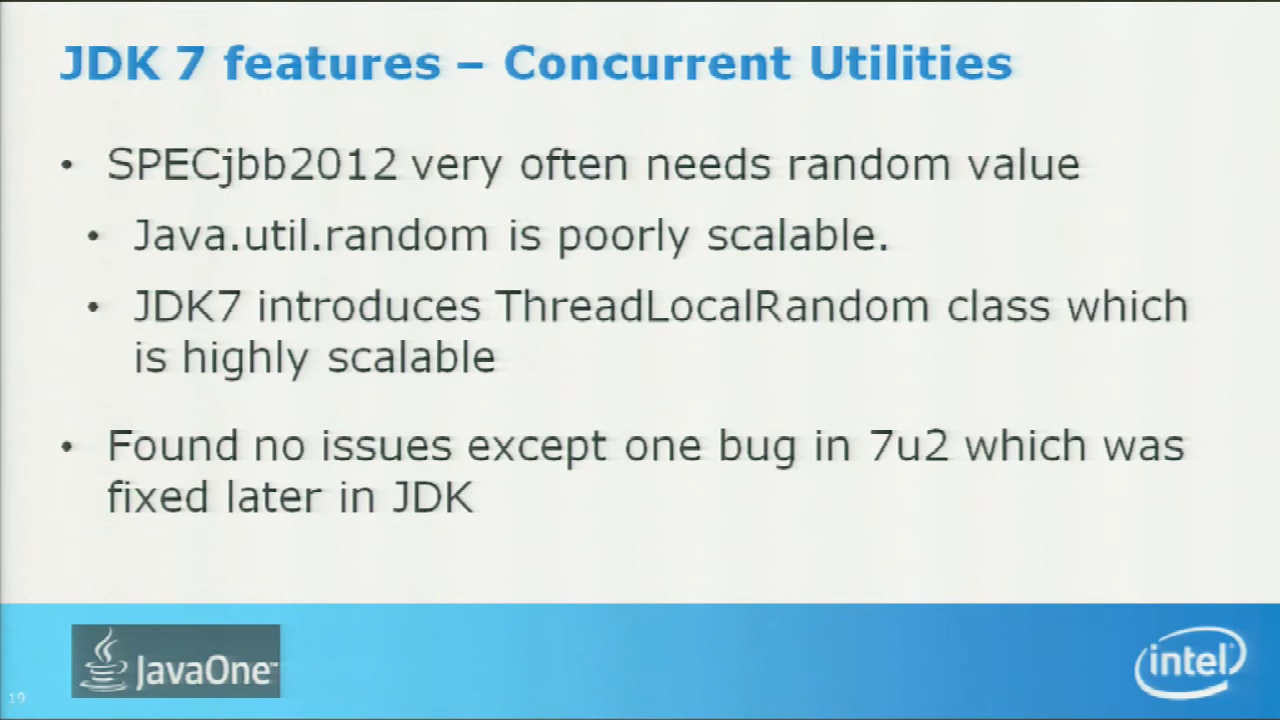 JDK 7 features – Concurrent Utilities
• SPECjbb2012 very often needs random value
• Java.util.random is poorly scalable.
• JDK7 introduces ThreadLocalRandom class which
is highly scalable
• Found no issues except one bug in 7u2 which was
fixed later in JDK
JavaOne™
intel
19